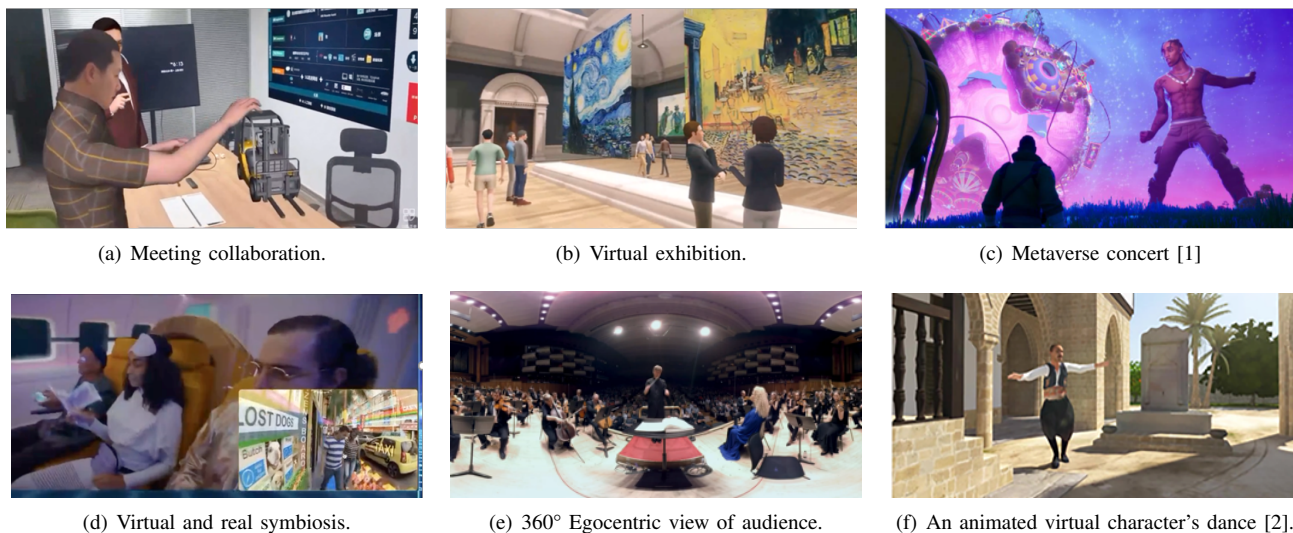 (a) Meeting collaboration.
(b) Virtual exhibition.
(c) Metaverse concert [1]
LOST DOGS
Button
TAXI
(d) Virtual and real symbiosis.
(e) 360° Egocentric view of audience.
(f) An animated virtual character's dance [2].